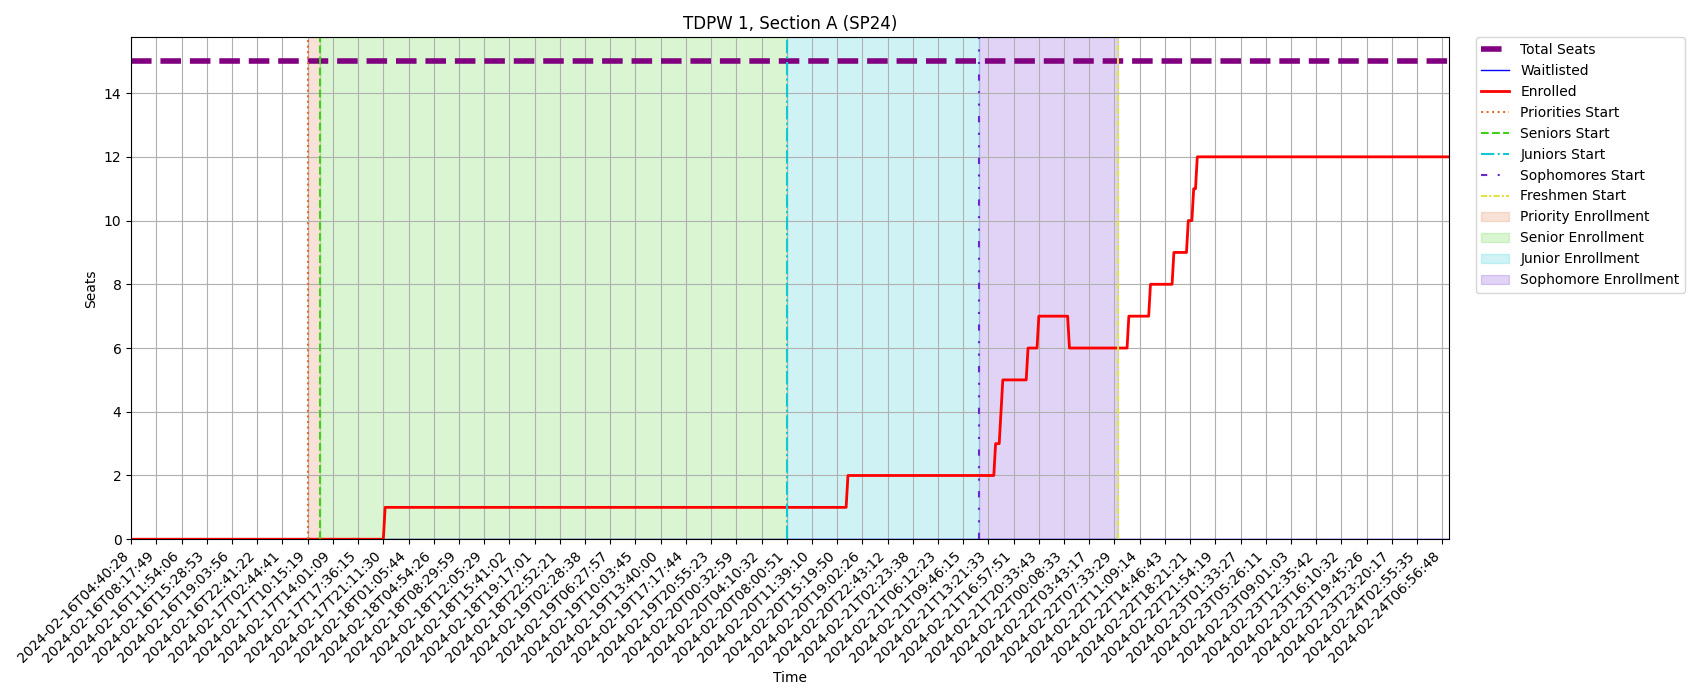 TDPW 1, Section A (SP24)
Total Seats
Waitlisted
Enrolled
Priorities Start
Seniors Start
Juniors Start
Sophomores Start
Freshmen Start
Priority Enrollment
Senior Enrollment
Junior Enrollment
Sophomore Enrollment
Seats
14
12
10
8
6
4
2
0
2024-02-16T04:40:28
2024-02-16T08:17:49
2024-02-16T11:54:06
2024-02-16T15:28:53
2024-02-16T19:03:56
2024-02-16T22:41:22
2024-02-17T02:44:41
2024-02-17T10:15:19
2024-02-17T14:01:09
2024-02-17T17:36:15
2024-02-17T21:11:30
2024-02-18T01:05:44
2024-02-18T04:54:26
2024-02-18T08:29:59
2024-02-18T12:05:29
2024-02-18T15:41:02
2024-02-18T19:17:01
2024-02-18T22:52:21
2024-02-19T02:28:38
2024-02-19T06:27:57
2024-02-19T10:03:45
2024-02-19T13:40:00
2024-02-19T17:17:44
2024-02-19T20:55:23
2024-02-20T00:32:59
2024-02-20T04:10:32
2024-02-20T08:00:51
2024-02-20T11:39:10
2024-02-20T15:19:50
2024-02-20T19:02:26
2024-02-20T22:43:12
2024-02-21T02:23:38
2024-02-21T06:12:23
2024-02-21T09:46:15
2024-02-21T13:21:33
2024-02-21T16:57:51
2024-02-21T20:33:43
2024-02-22T00:08:33
2024-02-22T03:43:17
2024-02-22T07:33:29
2024-02-22T11:09:14
2024-02-22T14:46:43
2024-02-22T18:21:21
2024-02-22T21:54:19
2024-02-23T01:33:27
2024-02-23T05:26:11
2024-02-23T09:01:03
2024-02-23T12:35:42
2024-02-23T16:10:32
2024-02-23T19:45:26
2024-02-23T23:20:17
2024-02-24T02:55:35
2024-02-24T06:56:48
Time